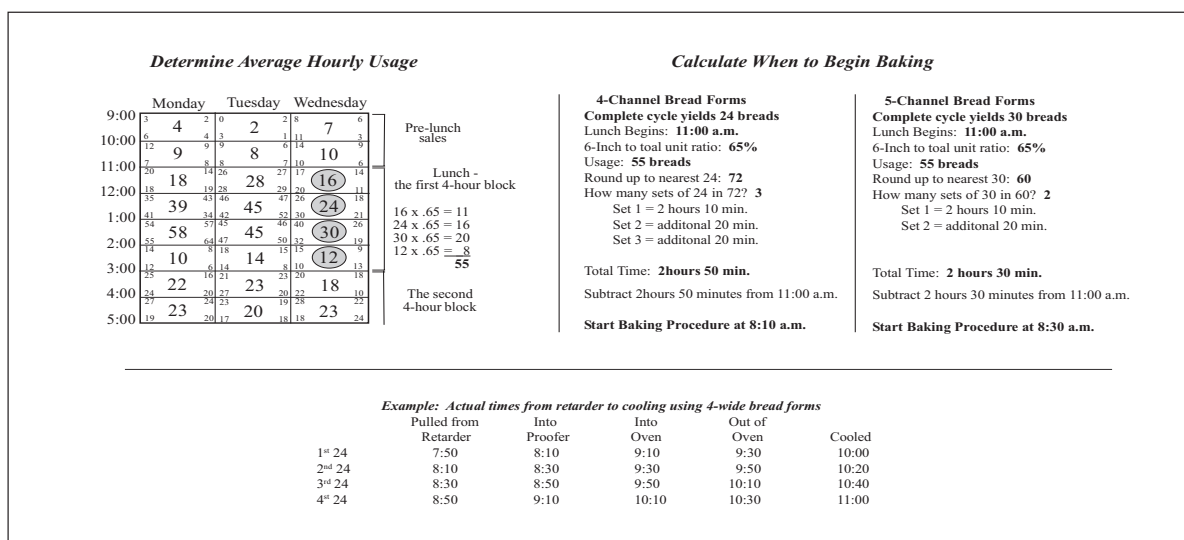 Determine Average Hourly Usage
Monday Tuesday Wednesday
9:00
3 2 0 2 8 6
4 2 7
6 4 3 1 11 3
10:00
12 9 9 6 14 9
9 8 10
7 8 8 7 10 6
11:00
20 14 26 27 17 14
18 28 16
18 19 28 29 20 11
12:00
35 43 46 46 26 18
39 45 24
41 34 42 52 30 21
1:00
54 57 45 46 40 26
58 45 30
55 64 47 50 32 19
2:00
14 8 18 15 15 9
10 14 12
12 6 14 8 10 13
3:00
25 16 21 23 20 18
22 23 18
24 20 27 20 22 10
4:00
27 24 23 19 28 22
23 20 23
19 20 17 18 18 24
5:00
Pre-lunch
sales
Lunch -
the first 4-hour block
16 x .65 = 11
24 x .65 = 16
30 x .65 = 20
12 x .65 = 8
55
The second
4-hour block
Calculate When to Begin Baking
4-Channel Bread Forms
Complete cycle yields 24 breads
Lunch Begins: 11:00 a.m.
6-Inch to toal unit ratio: 65%
Usage: 55 breads
Round up to nearest 24: 72
How many sets of 24 in 72? 3
Set 1 = 2 hours 10 min.
Set 2 = additonal 20 min.
Set 3 = additonal 20 min.
Total Time: 2hours 50 min.
Subtract 2hours 50 minutes from 11:00 a.m.
Start Baking Procedure at 8:10 a.m.
5-Channel Bread Forms
Complete cycle yields 30 breads
Lunch Begins: 11:00 a.m.
6-Inch to toal unit ratio: 65%
Usage: 55 breads
Round up to nearest 30: 60
How many sets of 30 in 60? 2
Set 1 = 2 hours 10 min.
Set 2 = additonal 20 min.
Total Time: 2 hours 30 min.
Subtract 2 hours 30 minutes from 11:00 a.m.
Start Baking Procedure at 8:30 a.m.
Example: Actual times from retarder to cooling using 4-wide bread forms
Pulled from Into Into Out of
Retarder Proofer Oven Oven Cooled
1st 24 7:50 8:10 9:10 9:30 10:00
2nd 24 8:10 8:30 9:30 9:50 10:20
3rd 24 8:30 8:50 9:50 10:10 10:40
4st 24 8:50 9:10 10:10 10:30 11:00